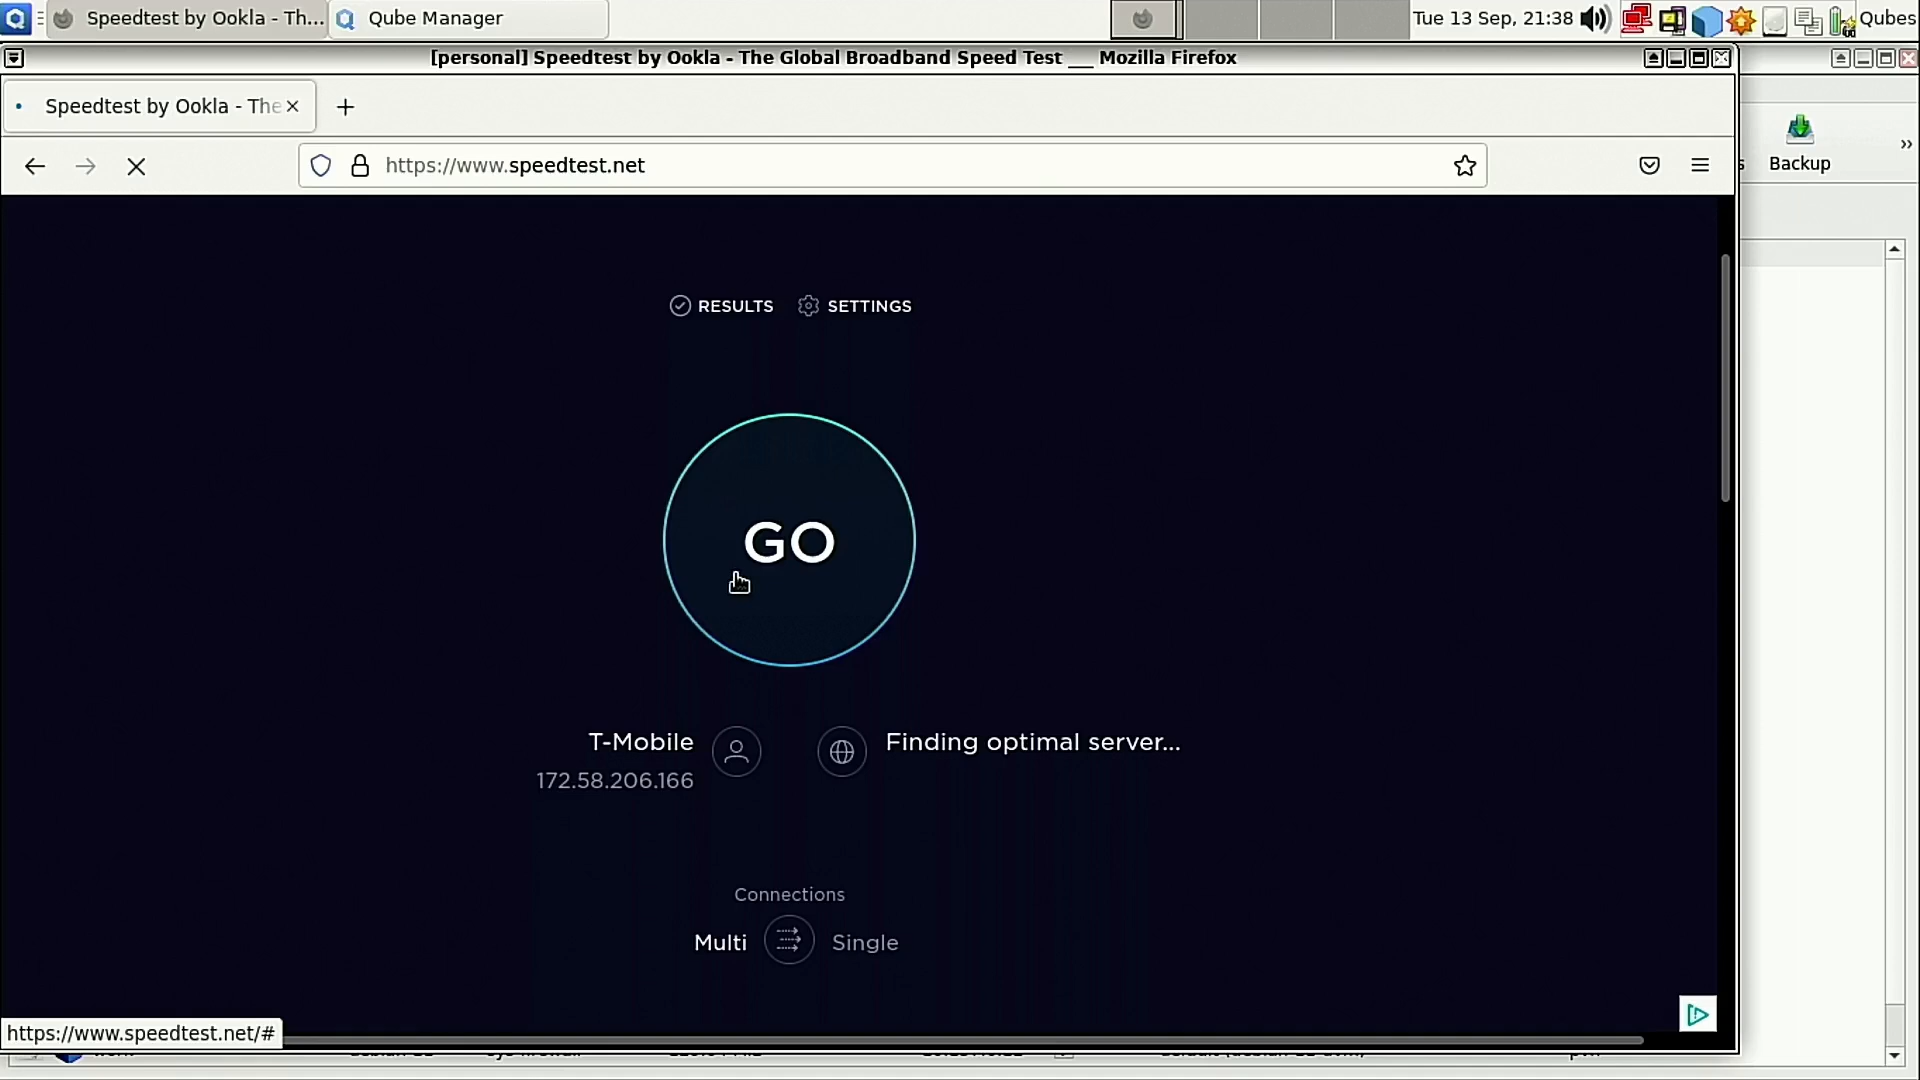 Speedtest by Ookla - Th...
Qube Manager
Tue 13 Sep, 21:38
Qubes
[personal] Speedtest by Ookla - The Global Broadband Speed Test __ Mozilla Firefox
Speedtest by Ookla - The
https://www.speedtest.net
Backup
RESULTS
SETTINGS
GO
T-Mobile
172.58.206.166
Finding optimal server...
Connections
Multi
Single
https://www.speedtest.net/#